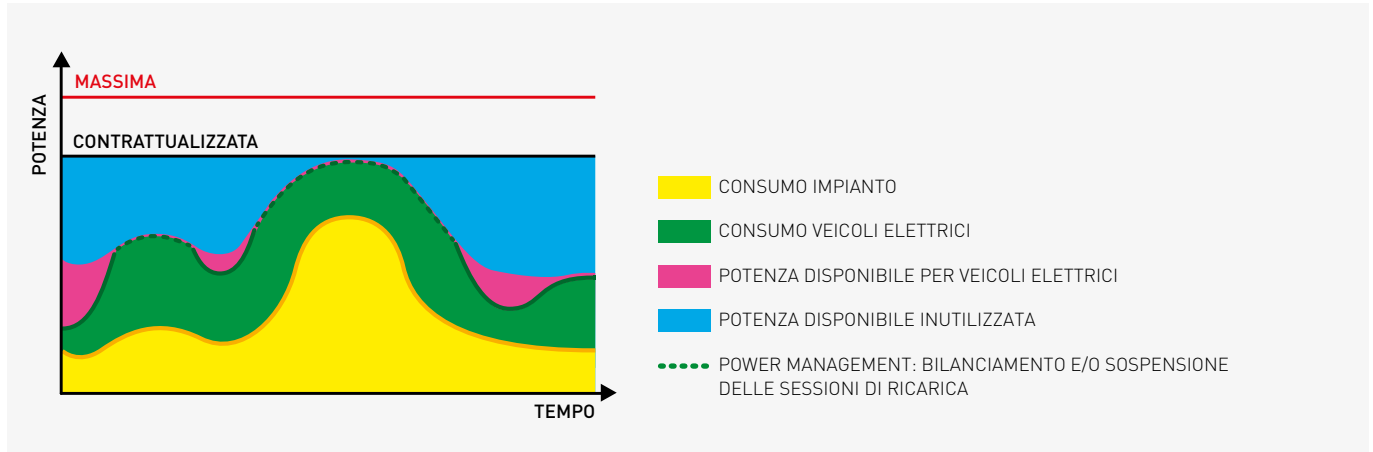 MASSIMA
CONTRATTUALIZZATA
POTENZA
TEMPO
CONSUMO IMPIANTO
CONSUMO VEICOLI ELETTRICI
POTENZA DISPONIBILE PER VEICOLI ELETTRICI
POTENZA DISPONIBILE INUTILIZZATA
POWER MANAGEMENT: BILANCIAMENTO E/O SOSPENSIONE
DELLE SESSIONI DI RICARICA